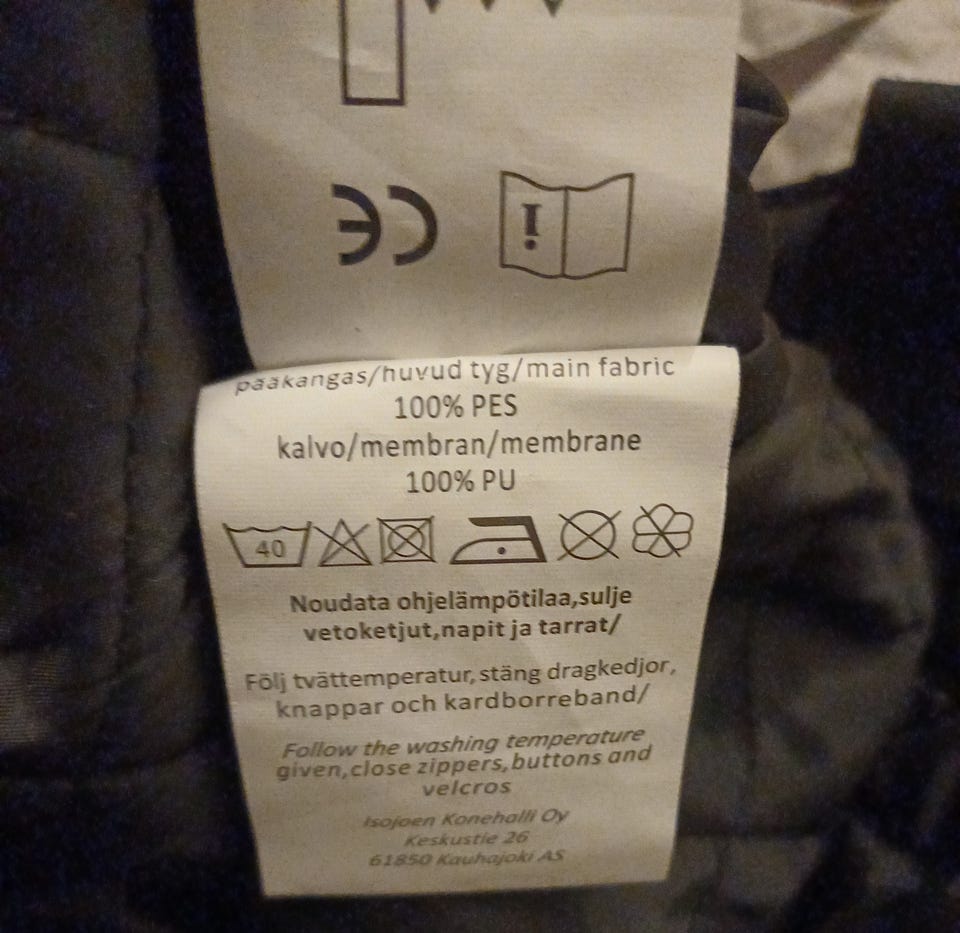 CE
i
pääkangas/huvud tyg/main fabric
100% PES
kalvo/membran/membrane
100% PU
40
Noudata ohjelämpötilaa,sulje
vetoketjut,napit ja tarrat/
Följ tvättemperatur,stäng dragkedjor,
knappar och kardborreband/
Follow the washing temperature
given,close zippers,buttons and
velcros
Isojoen Konehalli Oy
Keskustie 26
61850 Kauhajoki AS